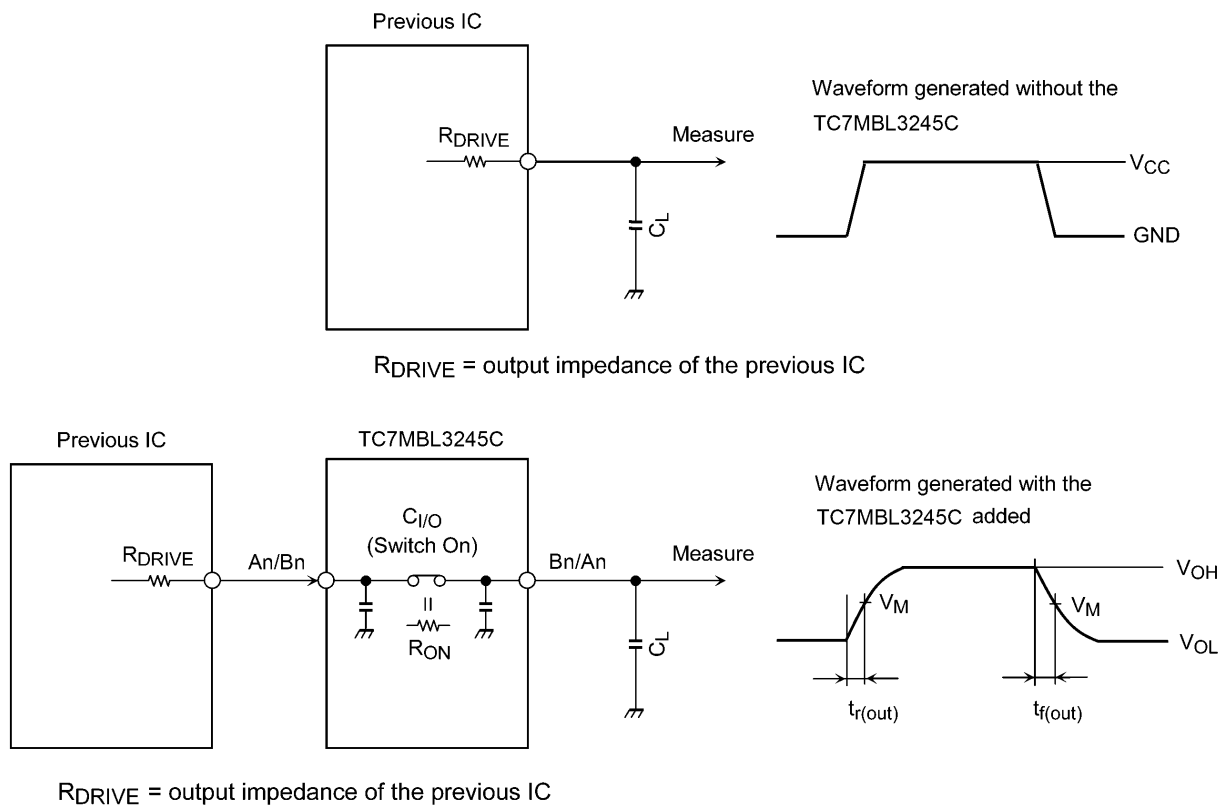 Previous IC
RDRIVE
Measure
CL
Waveform generated without the
TC7MBL3245C
VCC
GND
RDRIVE = output impedance of the previous IC
Previous IC
TC7MBL3245C
RDRIVE
An/Bn
CI/O
(Switch On)
RON
Bn/An
Measure
CL
Waveform generated with the
TC7MBL3245C added
VOH
VM
VM
VOL
tr(out)
tf(out)
RDRIVE = output impedance of the previous IC